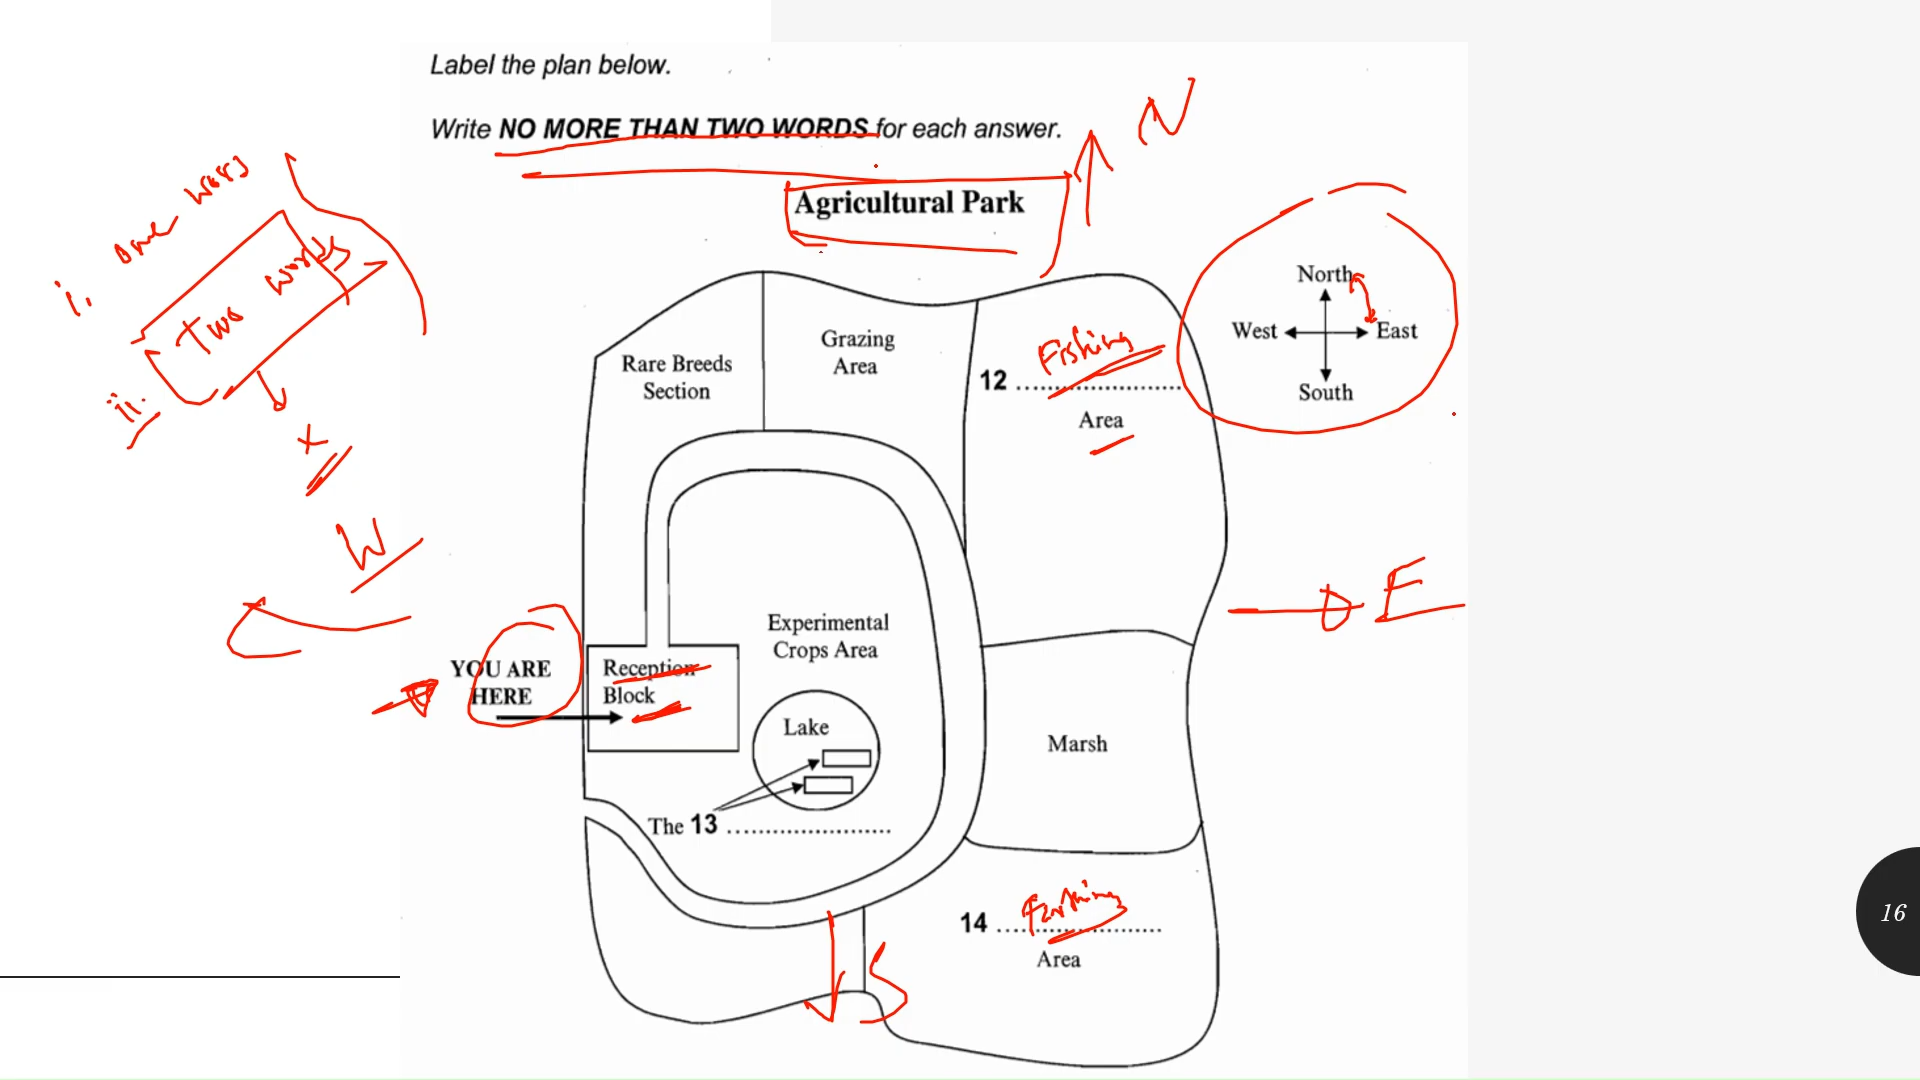 Label the plan below.
Write NO MORE THAN TWO WORDS for each answer.
Agricultural Park
N
i. One word
ii. Two words
x
North
West East
South
Rare Breeds
Section
Grazing
Area
12 Fishing
Area
W
E
Experimental
Crops Area
YOU ARE
HERE
Reception
Block
Lake
Marsh
The 13 ......................
14 ......................
Area
S
16